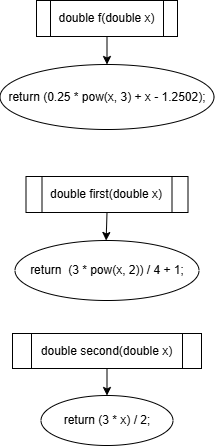 double f(double x)
return (0.25 * pow(x, 3) + x - 1.2502);
double first(double x)
return  (3 * pow(x, 2)) / 4 + 1;
double second(double x)
return (3 * x) / 2;